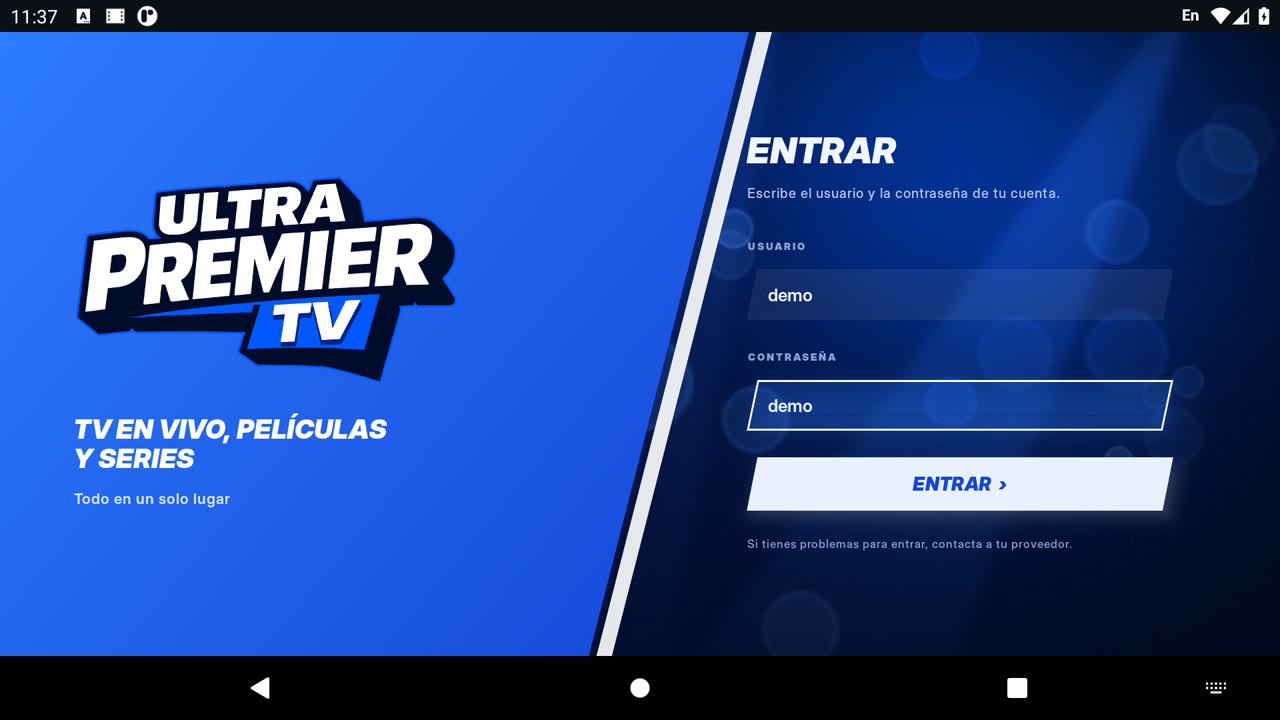 11:37
En
ULTRA
PREMIER
TV
TV EN VIVO, PELÍCULAS
Y SERIES
Todo en un solo lugar
ENTRAR
Escribe el usuario y la contraseña de tu cuenta.
USUARIO
demo
CONTRASEÑA
demo
ENTRAR ›
Si tienes problemas para entrar, contacta a tu proveedor.